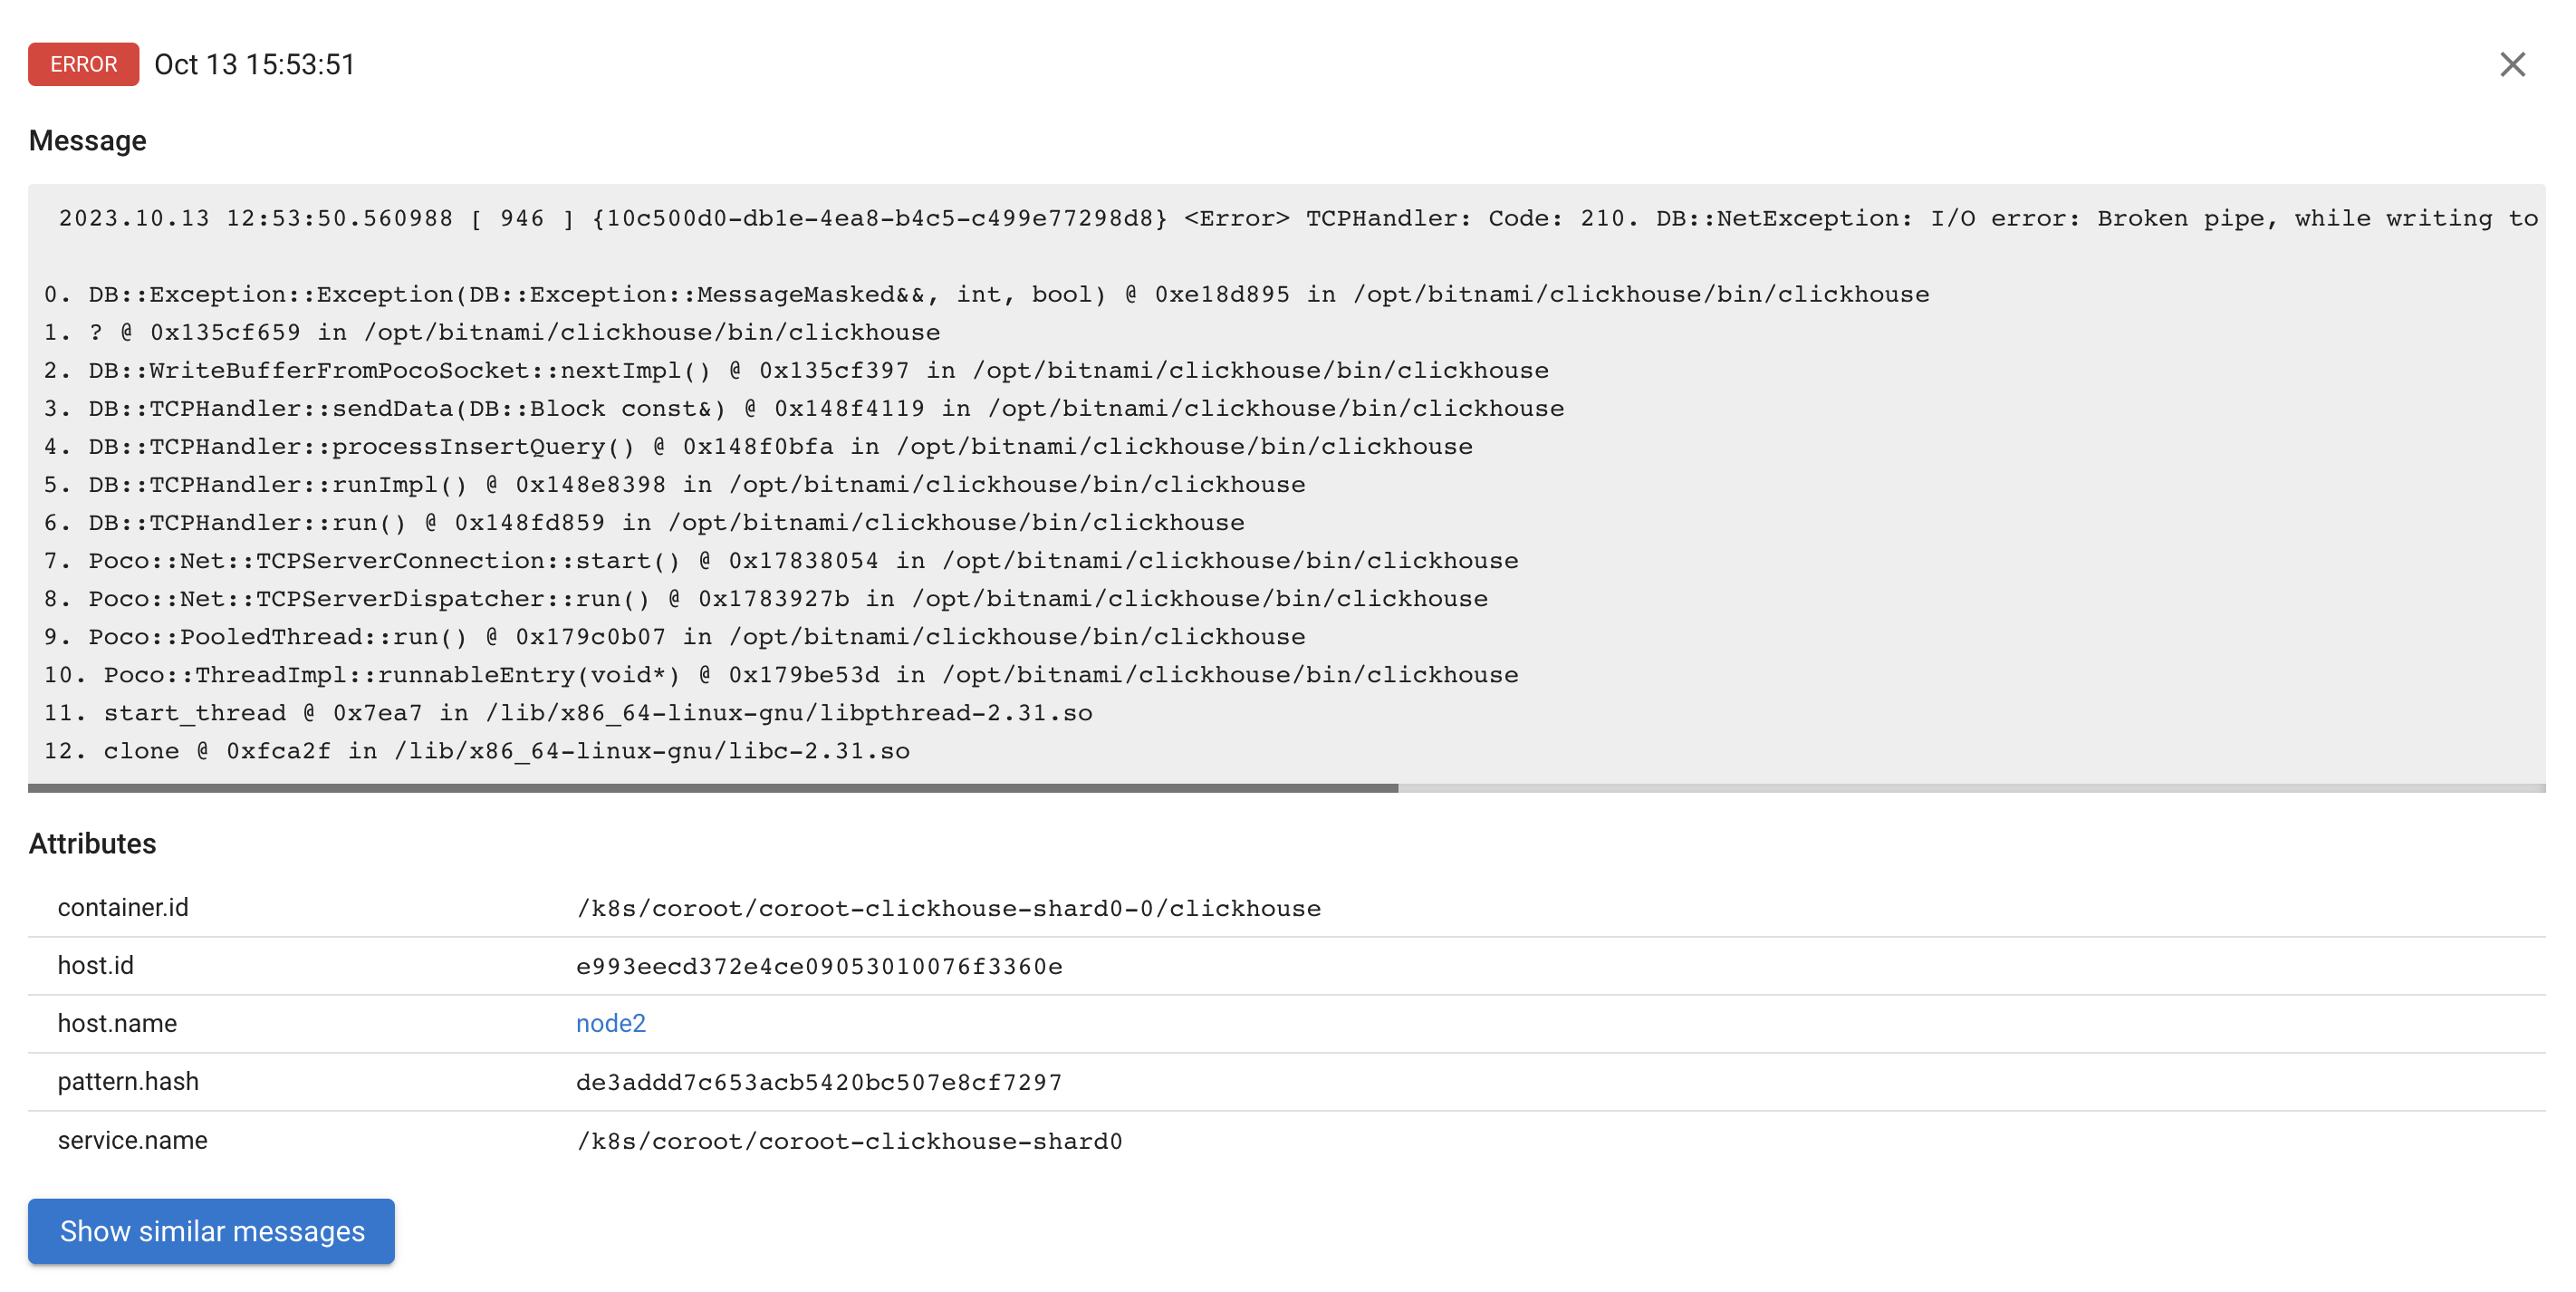 ERROR Oct 13 15:53:51
Message
2023.10.13 12:53:50.560988 [ 946 ] {10c500d0-db1e-4ea8-b4c5-c499e77298d8} <Error> TCPHandler: Code: 210. DB::NetException: I/O error: Broken pipe, while writing to
0. DB::Exception::Exception(DB::Exception::MessageMasked&&, int, bool) @ 0xe18d895 in /opt/bitnami/clickhouse/bin/clickhouse
1. ? @ 0x135cf659 in /opt/bitnami/clickhouse/bin/clickhouse
2. DB::WriteBufferFromPocoSocket::nextImpl() @ 0x135cf397 in /opt/bitnami/clickhouse/bin/clickhouse
3. DB::TCPHandler::sendData(DB::Block const&) @ 0x148f4119 in /opt/bitnami/clickhouse/bin/clickhouse
4. DB::TCPHandler::processInsertQuery() @ 0x148f0bfa in /opt/bitnami/clickhouse/bin/clickhouse
5. DB::TCPHandler::runImpl() @ 0x148e8398 in /opt/bitnami/clickhouse/bin/clickhouse
6. DB::TCPHandler::run() @ 0x148fd859 in /opt/bitnami/clickhouse/bin/clickhouse
7. Poco::Net::TCPServerConnection::start() @ 0x17838054 in /opt/bitnami/clickhouse/bin/clickhouse
8. Poco::Net::TCPServerDispatcher::run() @ 0x1783927b in /opt/bitnami/clickhouse/bin/clickhouse
9. Poco::PooledThread::run() @ 0x179c0b07 in /opt/bitnami/clickhouse/bin/clickhouse
10. Poco::ThreadImpl::runnableEntry(void*) @ 0x179be53d in /opt/bitnami/clickhouse/bin/clickhouse
11. start_thread @ 0x7ea7 in /lib/x86_64-linux-gnu/libpthread-2.31.so
12. clone @ 0xfca2f in /lib/x86_64-linux-gnu/libc-2.31.so
Attributes
container.id /k8s/coroot/coroot-clickhouse-shard0-0/clickhouse
host.id e993eecd372e4ce09053010076f3360e
host.name node2
pattern.hash de3addd7c653acb5420bc507e8cf7297
service.name /k8s/coroot/coroot-clickhouse-shard0
Show similar messages